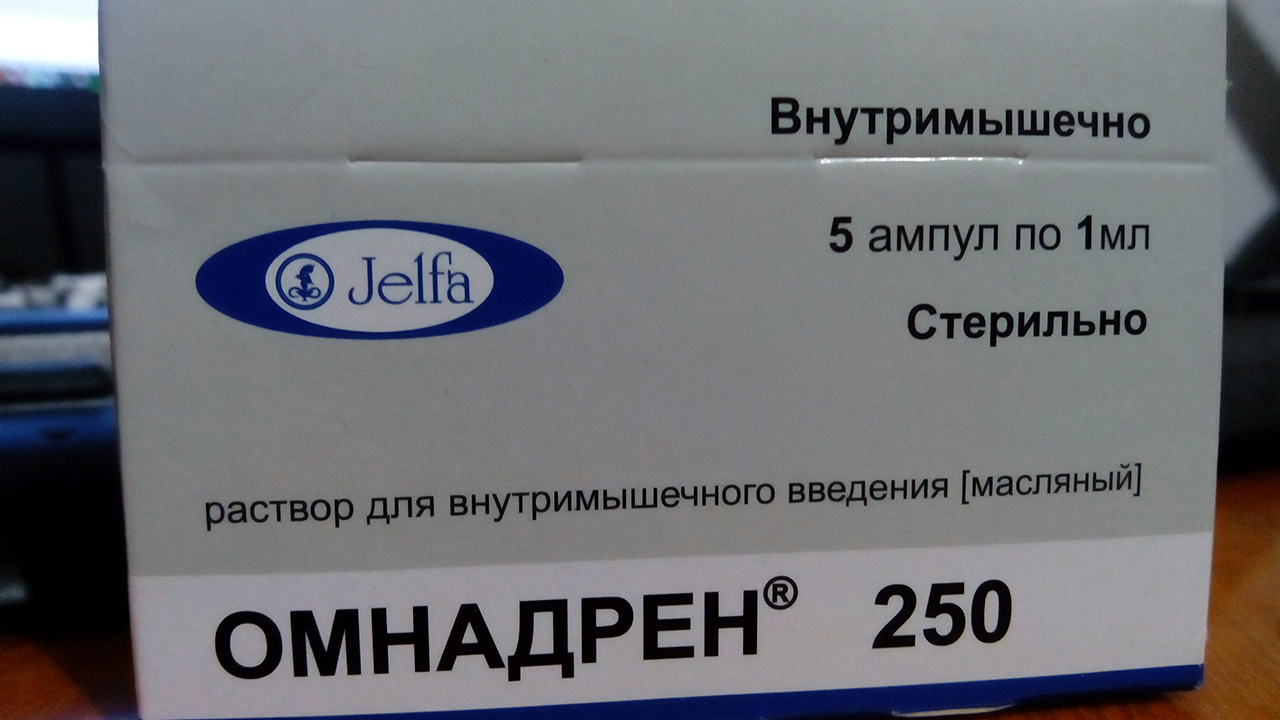 Внутримышечно
5 ампул по 1мл
Jelfa
Стерильно
раствор для внутримышечного введения [масляный]
ОМНАДРЕН® 250